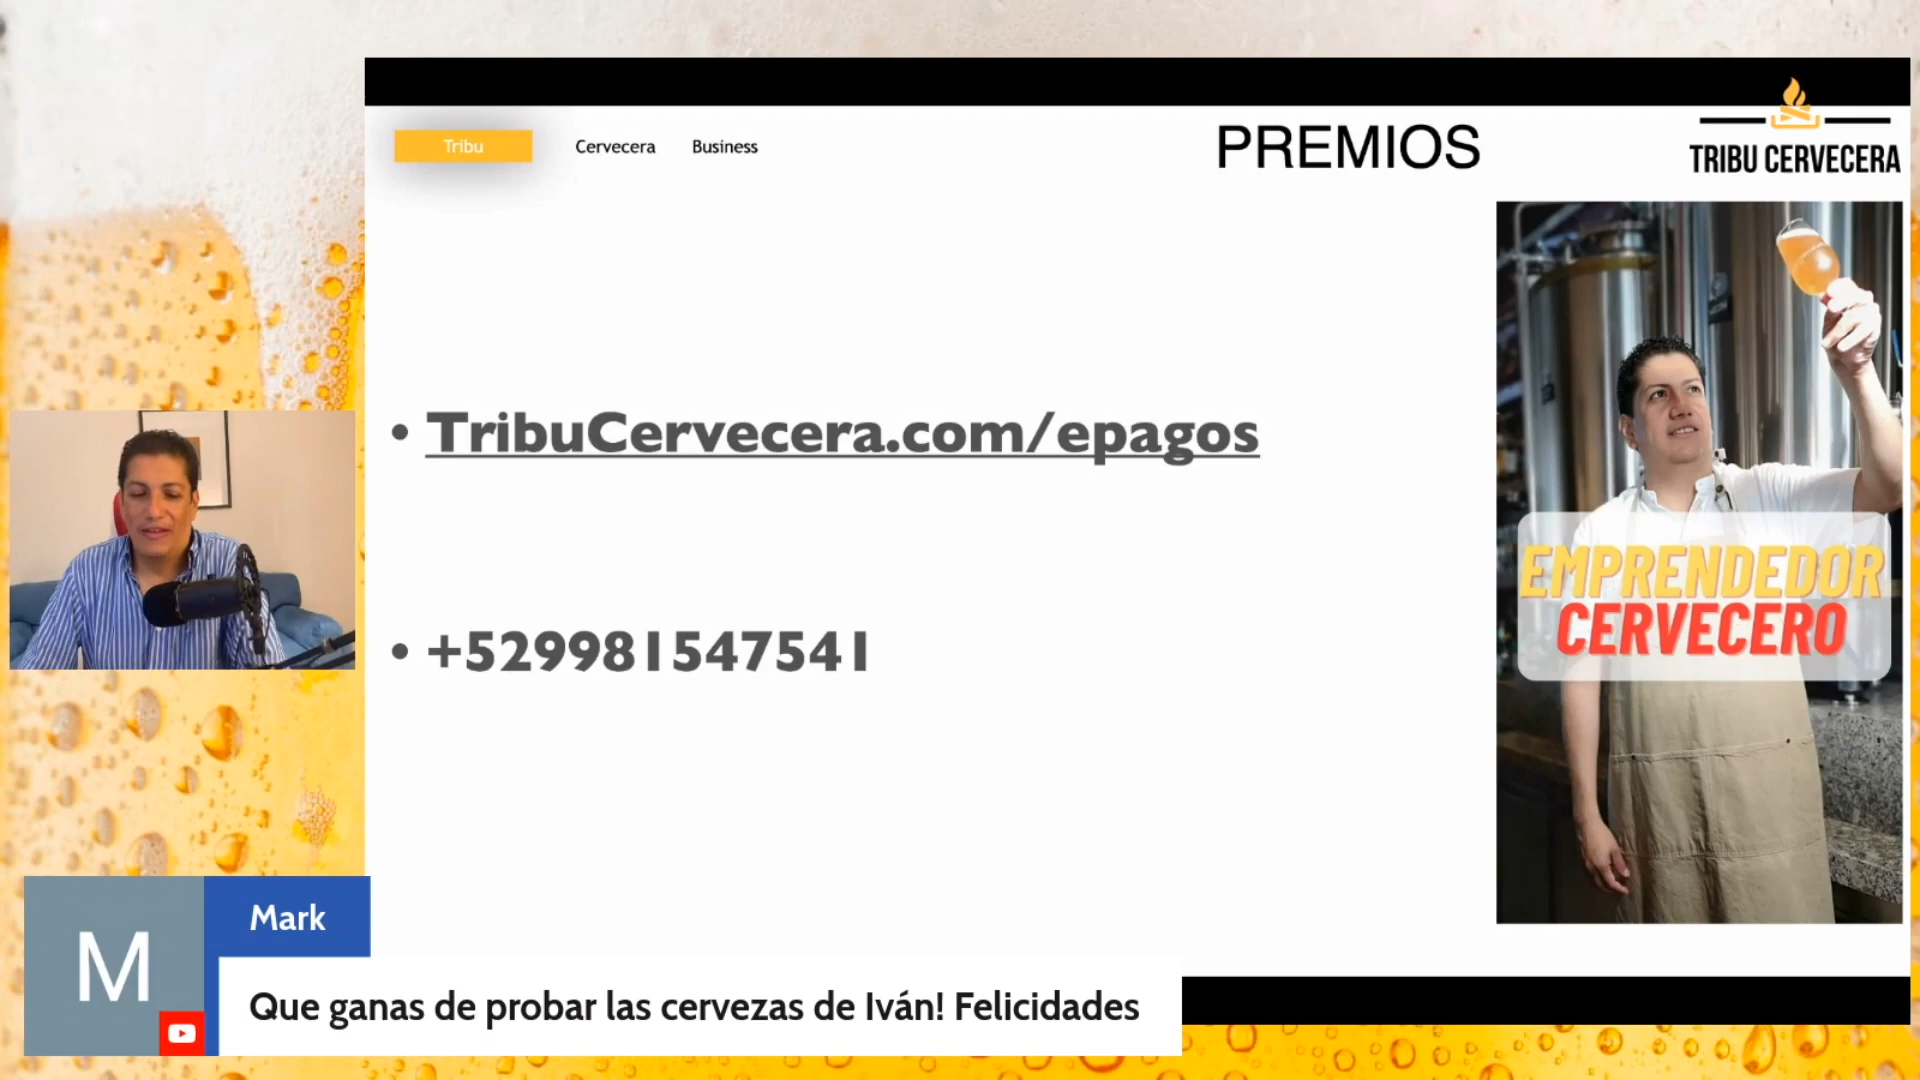 Tribu
Cervecera
Business
PREMIOS
TRIBU CERVECERA
• TribuCervecera.com/epagos
• +529981547541
EMPRENDEDOR
CERVECERO
M
Mark
Que ganas de probar las cervezas de Iván! Felicidades